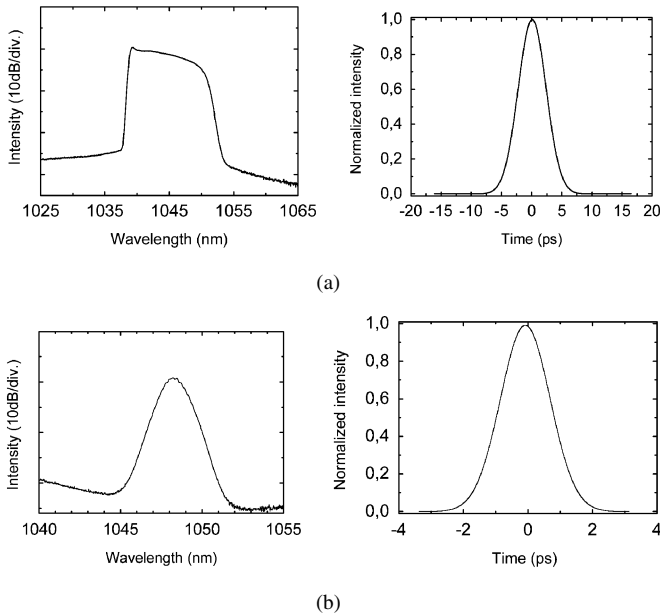 Intensity (10dB/div.)
1025 1035 1045 1055 1065
Wavelength (nm)
Normalized intensity
1,0
0,8
0,6
0,4
0,2
0,0
-20 -15 -10 -5 0 5 10 15 20
Time (ps)
(a)
Intensity (10dB/div.)
1040 1045 1050 1055
Wavelength (nm)
Normalized intensity
1,0
0,8
0,6
0,4
0,2
0,0
-4 -2 0 2 4
Time (ps)
(b)